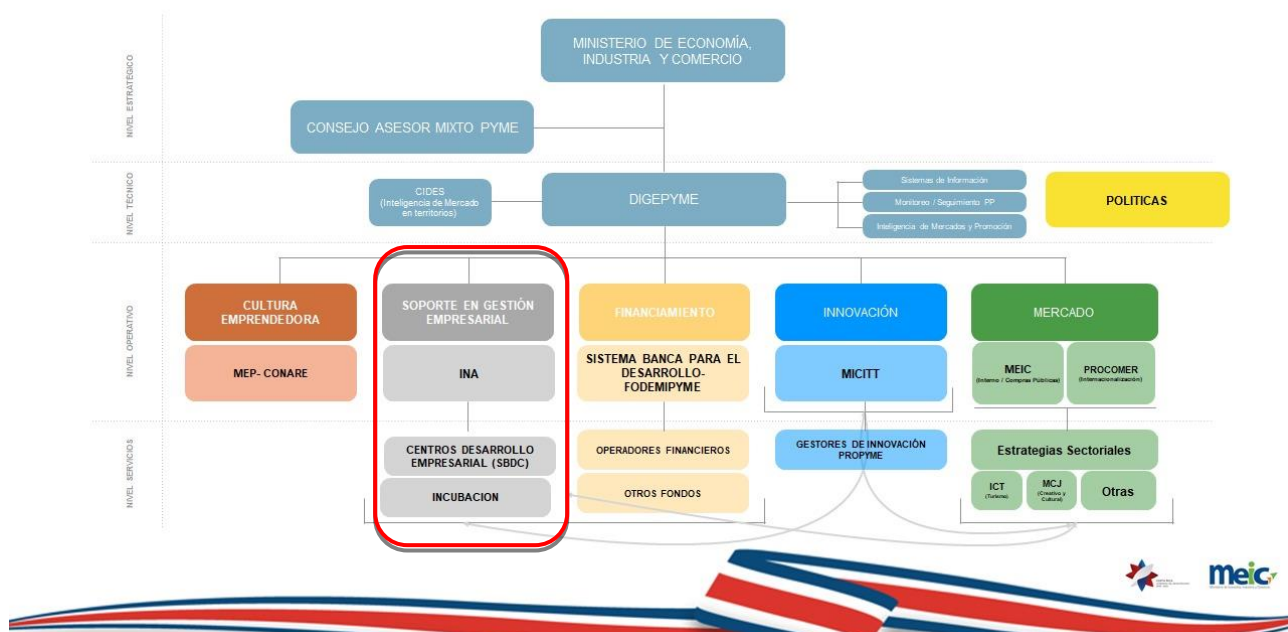 MINISTERIO DE ECONOMÍA,
INDUSTRIA Y COMERCIO
NIVEL ESTRATÉGICO
CONSEJO ASESOR MIXTO PYME
NIVEL TÉCNICO
CIDES
(Inteligencia de Mercado
en territorios)
DIGEPYME
Sistemas de Información
Monitoreo / Seguimiento PP
Inteligencia de Mercados y Promoción
POLITICAS
NIVEL OPERATIVO
CULTURA
EMPRENDEDORA
SOPORTE EN GESTIÓN
EMPRESARIAL
FINANCIAMIENTO
INNOVACIÓN
MERCADO
MEP- CONARE
INA
SISTEMA BANCA PARA EL
DESARROLLO-
FODEMIPYME
MICITT
MEIC
(Interno / Compras Públicas)
PROCOMER
(Internacionalización)
NIVEL SERVICIOS
CENTROS DESARROLLO
EMPRESARIAL (SBDC)
OPERADORES FINANCIEROS
GESTORES DE INNOVACIÓN
PROPYME
Estrategias Sectoriales
INCUBACION
OTROS FONDOS
ICT
(Turismo)
MCJ
(Creativo y
Cultural)
Otras
meic